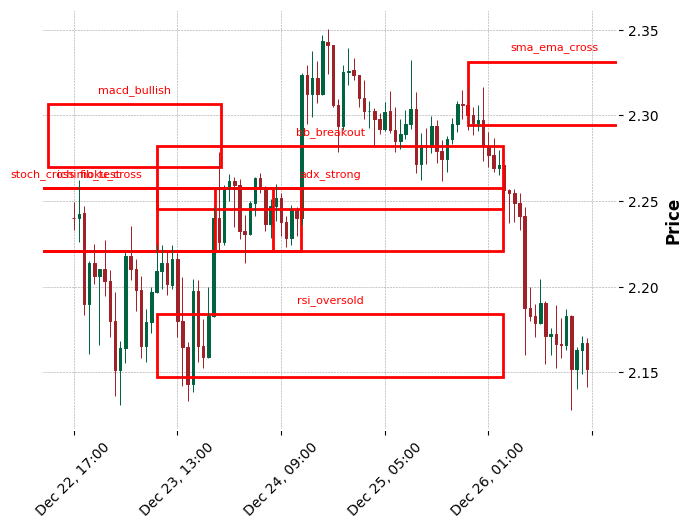 2.35
sma_ema_cross
macd_bullish
2.30
bb_breakout
adx_strong
2.25
Price
2.20
rsi_oversold
2.15
Dec 22, 17:00
Dec 23, 13:00
Dec 24, 09:00
Dec 25, 05:00
Dec 26, 01:00